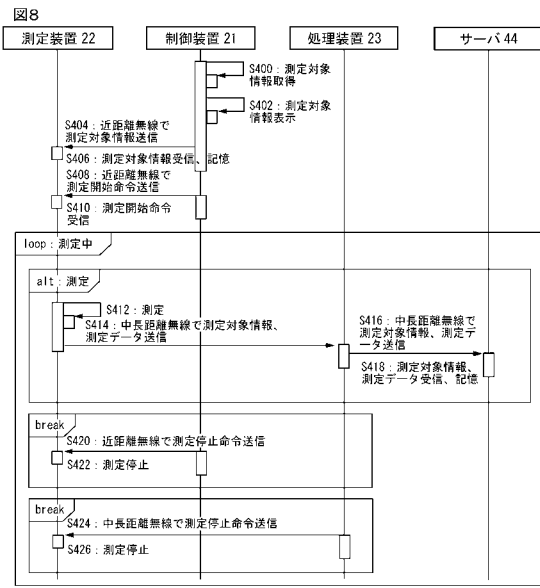 図8
測定装置 22
制御装置 21
処理装置 23
サーバ 44
S400：測定対象
情報取得
S402：測定対象
情報表示
S404：近距離無線で
測定対象情報送信
S406：測定対象情報受信、記憶
S408：近距離無線で
測定開始命令送信
S410：測定開始命令
受信
loop：測定中
alt：測定
S412：測定
S414：中長距離無線で測定対象情報、
測定データ送信
S416：中長距離無線で
測定対象情報、測定デ
ータ送信
S418：測定対象情報、
測定データ受信、記憶
break
S420：近距離無線で測定停止命令送信
S422：測定停止
break
S424：中長距離無線で測定停止命令送信
S426：測定停止